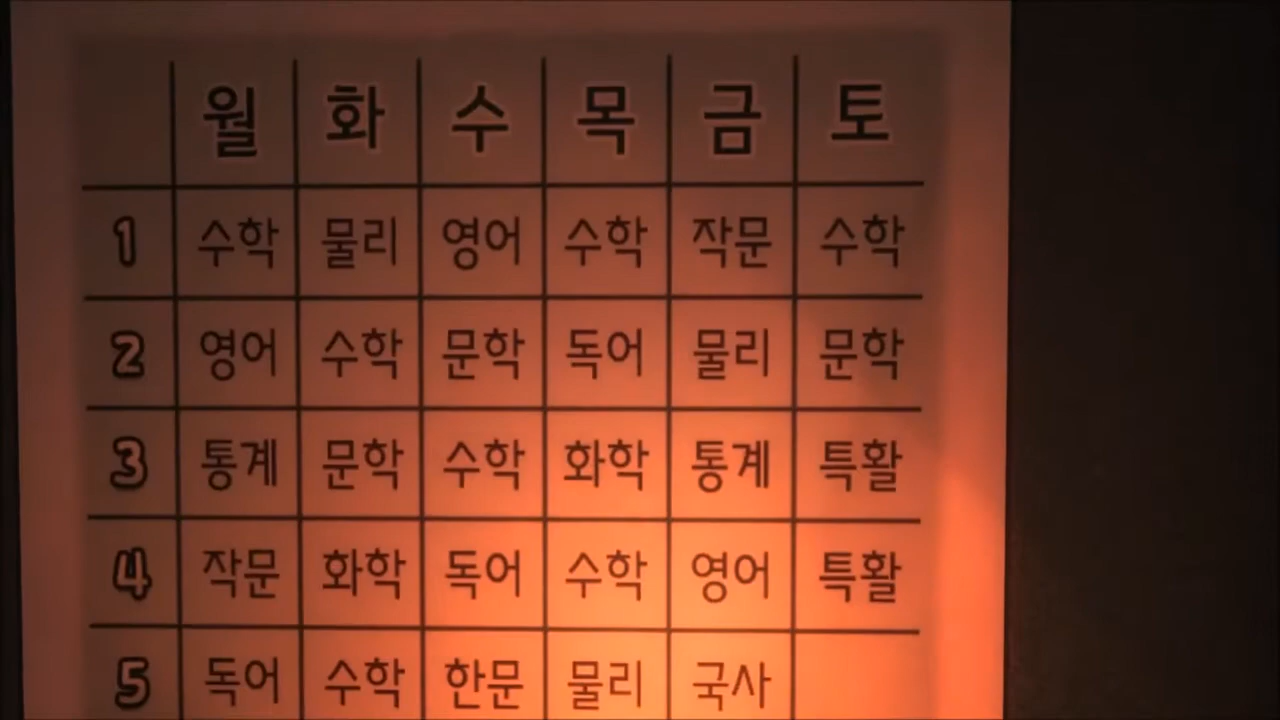 월 화 수 목 금 토
1 수학 물리 영어 수학 작문 수학
2 영어 수학 문학 독어 물리 문학
3 통계 문학 수학 화학 통계 특활
4 작문 화학 독어 수학 영어 특활
5 독어 수학 한문 물리 국사